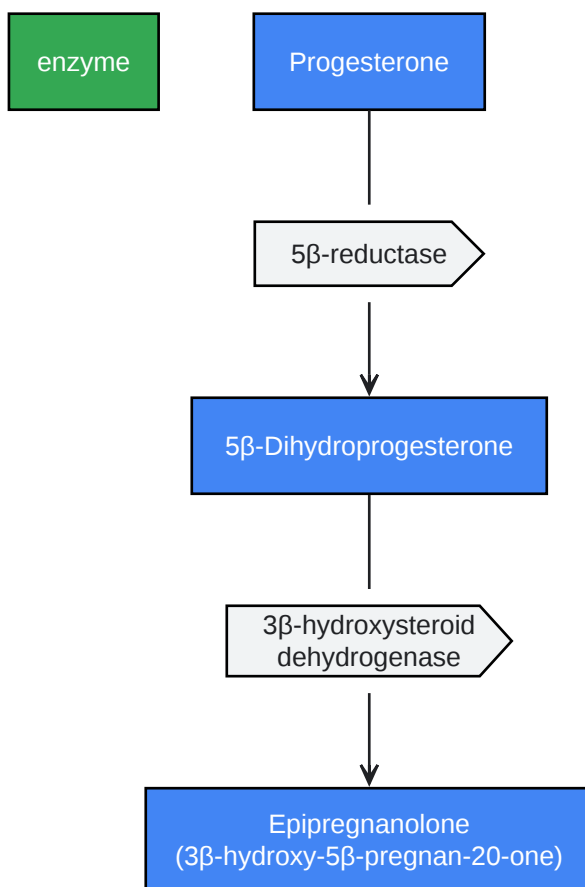 enzyme
Progesterone
5β-reductase
5β-Dihydroprogesterone
3β-hydroxysteroid
dehydrogenase
Epipregnanolone
(3β-hydroxy-5β-pregnan-20-one)